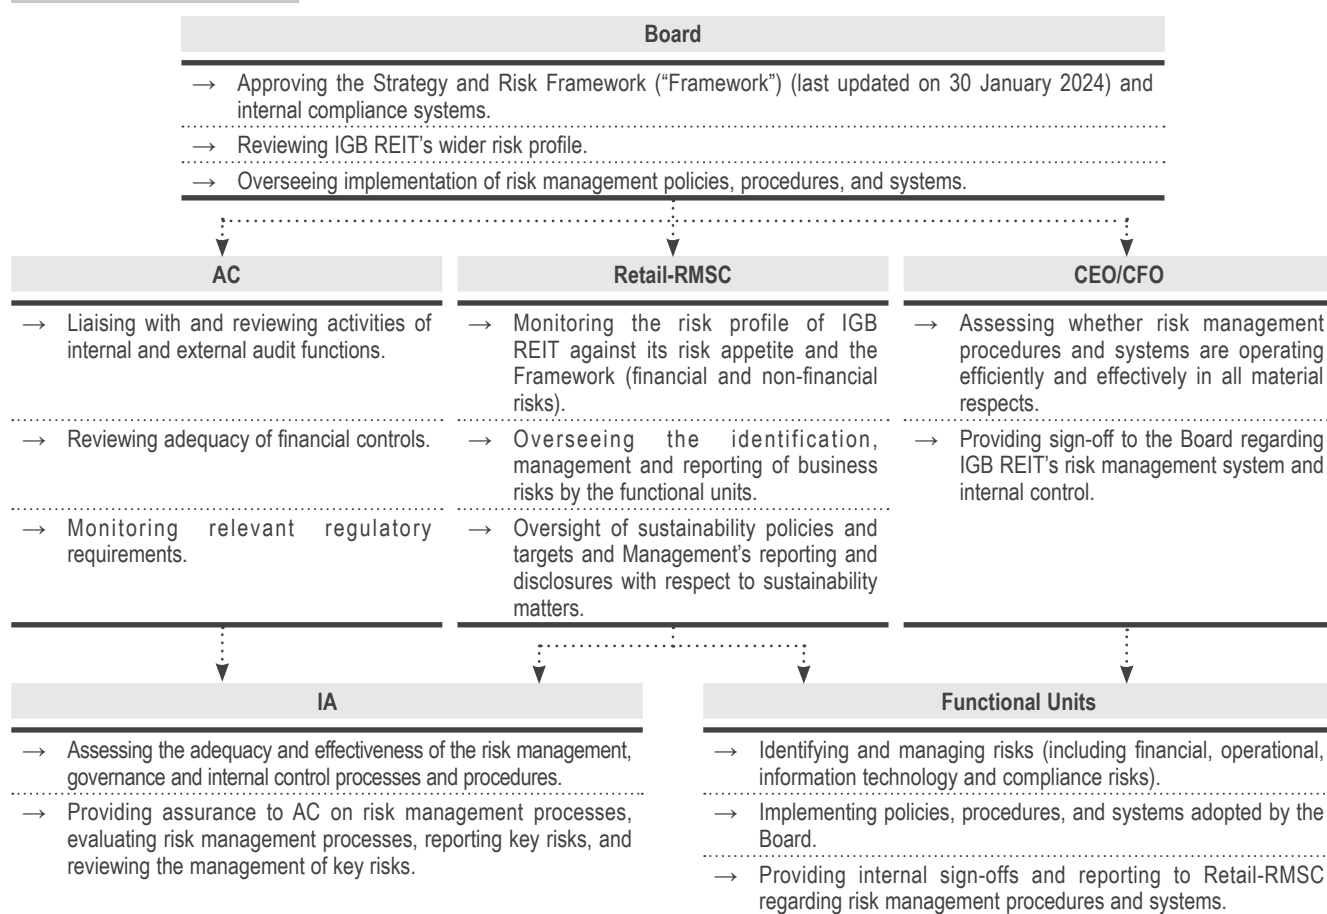 Board
→ Approving the Strategy and Risk Framework (“Framework”) (last updated on 30 January 2024) and
internal compliance systems.
→ Reviewing IGB REIT’s wider risk profile.
→ Overseeing implementation of risk management policies, procedures, and systems.
AC
→ Liaising with and reviewing activities of
internal and external audit functions.
→ Reviewing adequacy of financial controls.
→ Monitoring relevant regulatory
requirements.
Retail-RMSC
→ Monitoring the risk profile of IGB
REIT against its risk appetite and the
Framework (financial and non-financial
risks).
→ Overseeing the identification,
management and reporting of business
risks by the functional units.
→ Oversight of sustainability policies and
targets and Management’s reporting and
disclosures with respect to sustainability
matters.
CEO/CFO
→ Assessing whether risk management
procedures and systems are operating
efficiently and effectively in all material
respects.
→ Providing sign-off to the Board regarding
IGB REIT’s risk management system and
internal control.
IA
→ Assessing the adequacy and effectiveness of the risk management,
governance and internal control processes and procedures.
→ Providing assurance to AC on risk management processes,
evaluating risk management processes, reporting key risks, and
reviewing the management of key risks.
Functional Units
→ Identifying and managing risks (including financial, operational,
information technology and compliance risks).
→ Implementing policies, procedures, and systems adopted by the
Board.
→ Providing internal sign-offs and reporting to Retail-RMSC
regarding risk management procedures and systems.